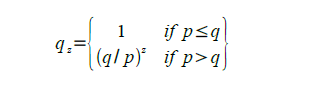 q_z = { 1 if p ≤ q
(q/p)^z if p > q }